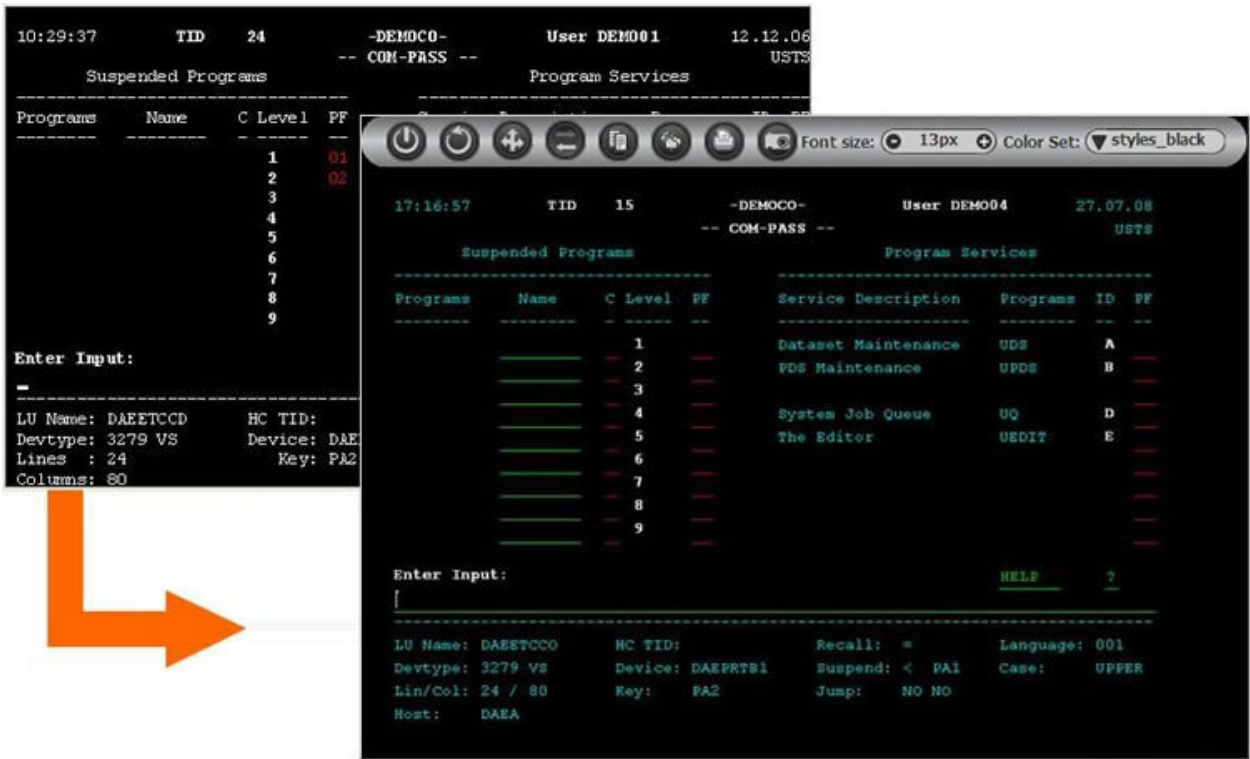 10:29:37 TID 24 -DEMOCO- User DEMO01 12.12.06
-- COM-PASS -- USTS
Suspended Programs Program Services
Programs Name C Level PF
1 01
2 02
3
4
5
6
7
8
9
Enter Input:
LU Name: DAEETCCD HC TID:
Devtype: 3279 VS Device: DAE
Lines : 24 Key: PA2
Columns: 80
Font size: 13px Color Set: styles_black
17:16:57 TID 15 -DEMOCO- User DEMO04 27.07.08
-- COM-PASS -- USTS
Suspended Programs Program Services
Programs Name C Level PF Service Description Programs ID PF
1 Dataset Maintenance UDS A
2 PDS Maintenance UPDS B
3
4 System Job Queue UQ D
5 The Editor UEDIT E
6
7
8
9
Enter Input: HELP ?
LU Name: DAEETCCO HC TID: Recall: = Language: 001
Devtype: 3279 VS Device: DAEPRTB1 Suspend: < PA1 Case: UPPER
Lin/Col: 24 / 80 Key: PA2 Jump: NO NO
Host: DAEA